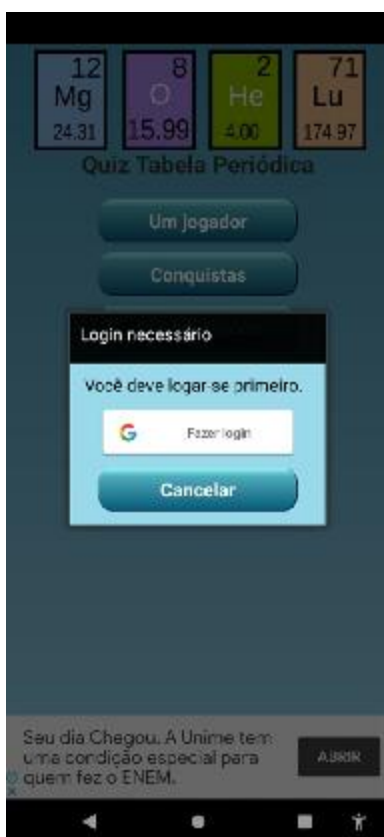 12
Mg
24.31
8
O
15.99
2
He
4.00
71
Lu
174.97
Quiz Tabela Periódica
Um jogador
Conquistas
Login necessário
Você deve logar-se primeiro.
G Fazer login
Cancelar
Seu dia Chegou. A Unime tem
uma condição especial para
quem fez o ENEM.
ABRIR